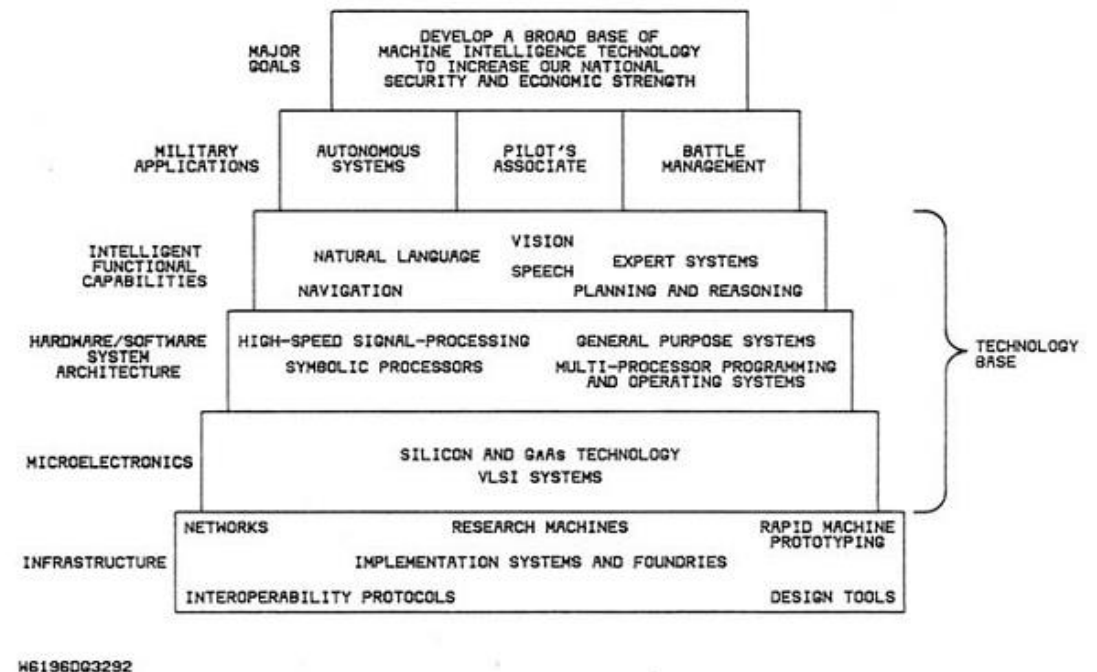 MAJOR
GOALS
DEVELOP A BROAD BASE OF
MACHINE INTELLIGENCE TECHNOLOGY
TO INCREASE OUR NATIONAL
SECURITY AND ECONOMIC STRENGTH
MILITARY
APPLICATIONS
AUTONOMOUS
SYSTEMS
PILOT'S
ASSOCIATE
BATTLE
MANAGEMENT
INTELLIGENT
FUNCTIONAL
CAPABILITIES
NATURAL LANGUAGE
VISION
SPEECH
EXPERT SYSTEMS
NAVIGATION
PLANNING AND REASONING
HARDWARE/SOFTWARE
SYSTEM
ARCHITECTURE
HIGH-SPEED SIGNAL-PROCESSING
GENERAL PURPOSE SYSTEMS
SYMBOLIC PROCESSORS
MULTI-PROCESSOR PROGRAMMING
AND OPERATING SYSTEMS
TECHNOLOGY
BASE
MICROELECTRONICS
SILICON AND GaAs TECHNOLOGY
VLSI SYSTEMS
INFRASTRUCTURE
NETWORKS
RESEARCH MACHINES
RAPID MACHINE
PROTOTYPING
IMPLEMENTATION SYSTEMS AND FOUNDRIES
INTEROPERABILITY PROTOCOLS
DESIGN TOOLS
W6196DG3292